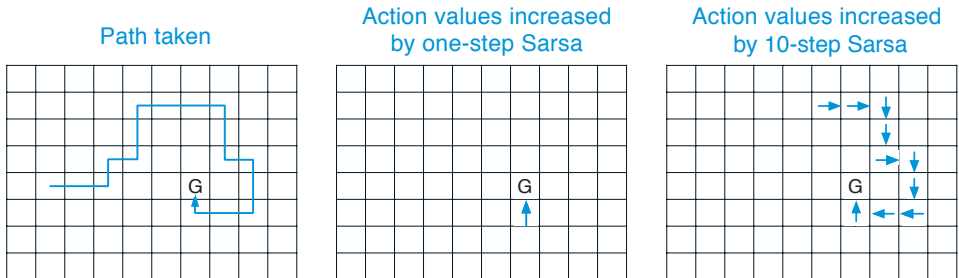 Path taken
Action values increased
by one-step Sarsa
Action values increased
by 10-step Sarsa
G
G
G